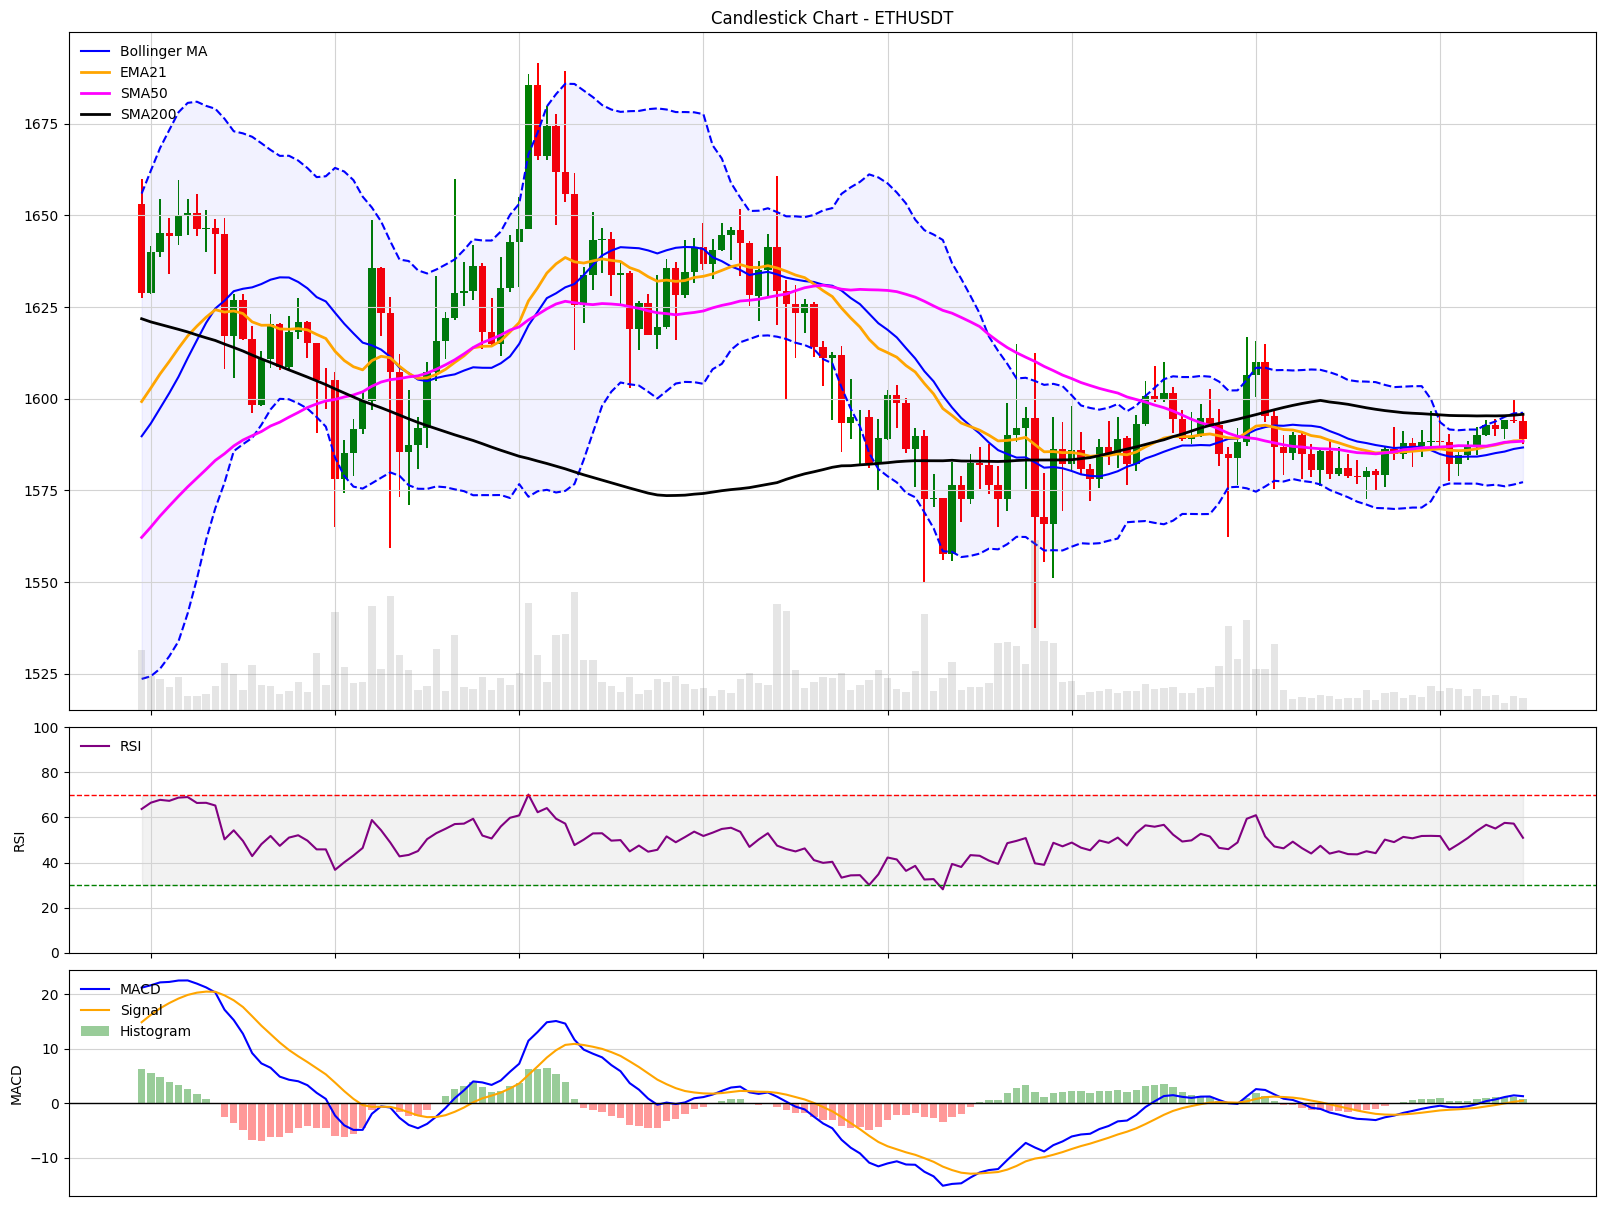 Candlestick Chart - ETHUSDT
Bollinger MA
EMA21
SMA50
SMA200
1675
1650
1625
1600
1575
1550
1525
RSI
100
80
60
40
20
0
RSI
MACD
Signal
Histogram
20
10
0
−10
MACD